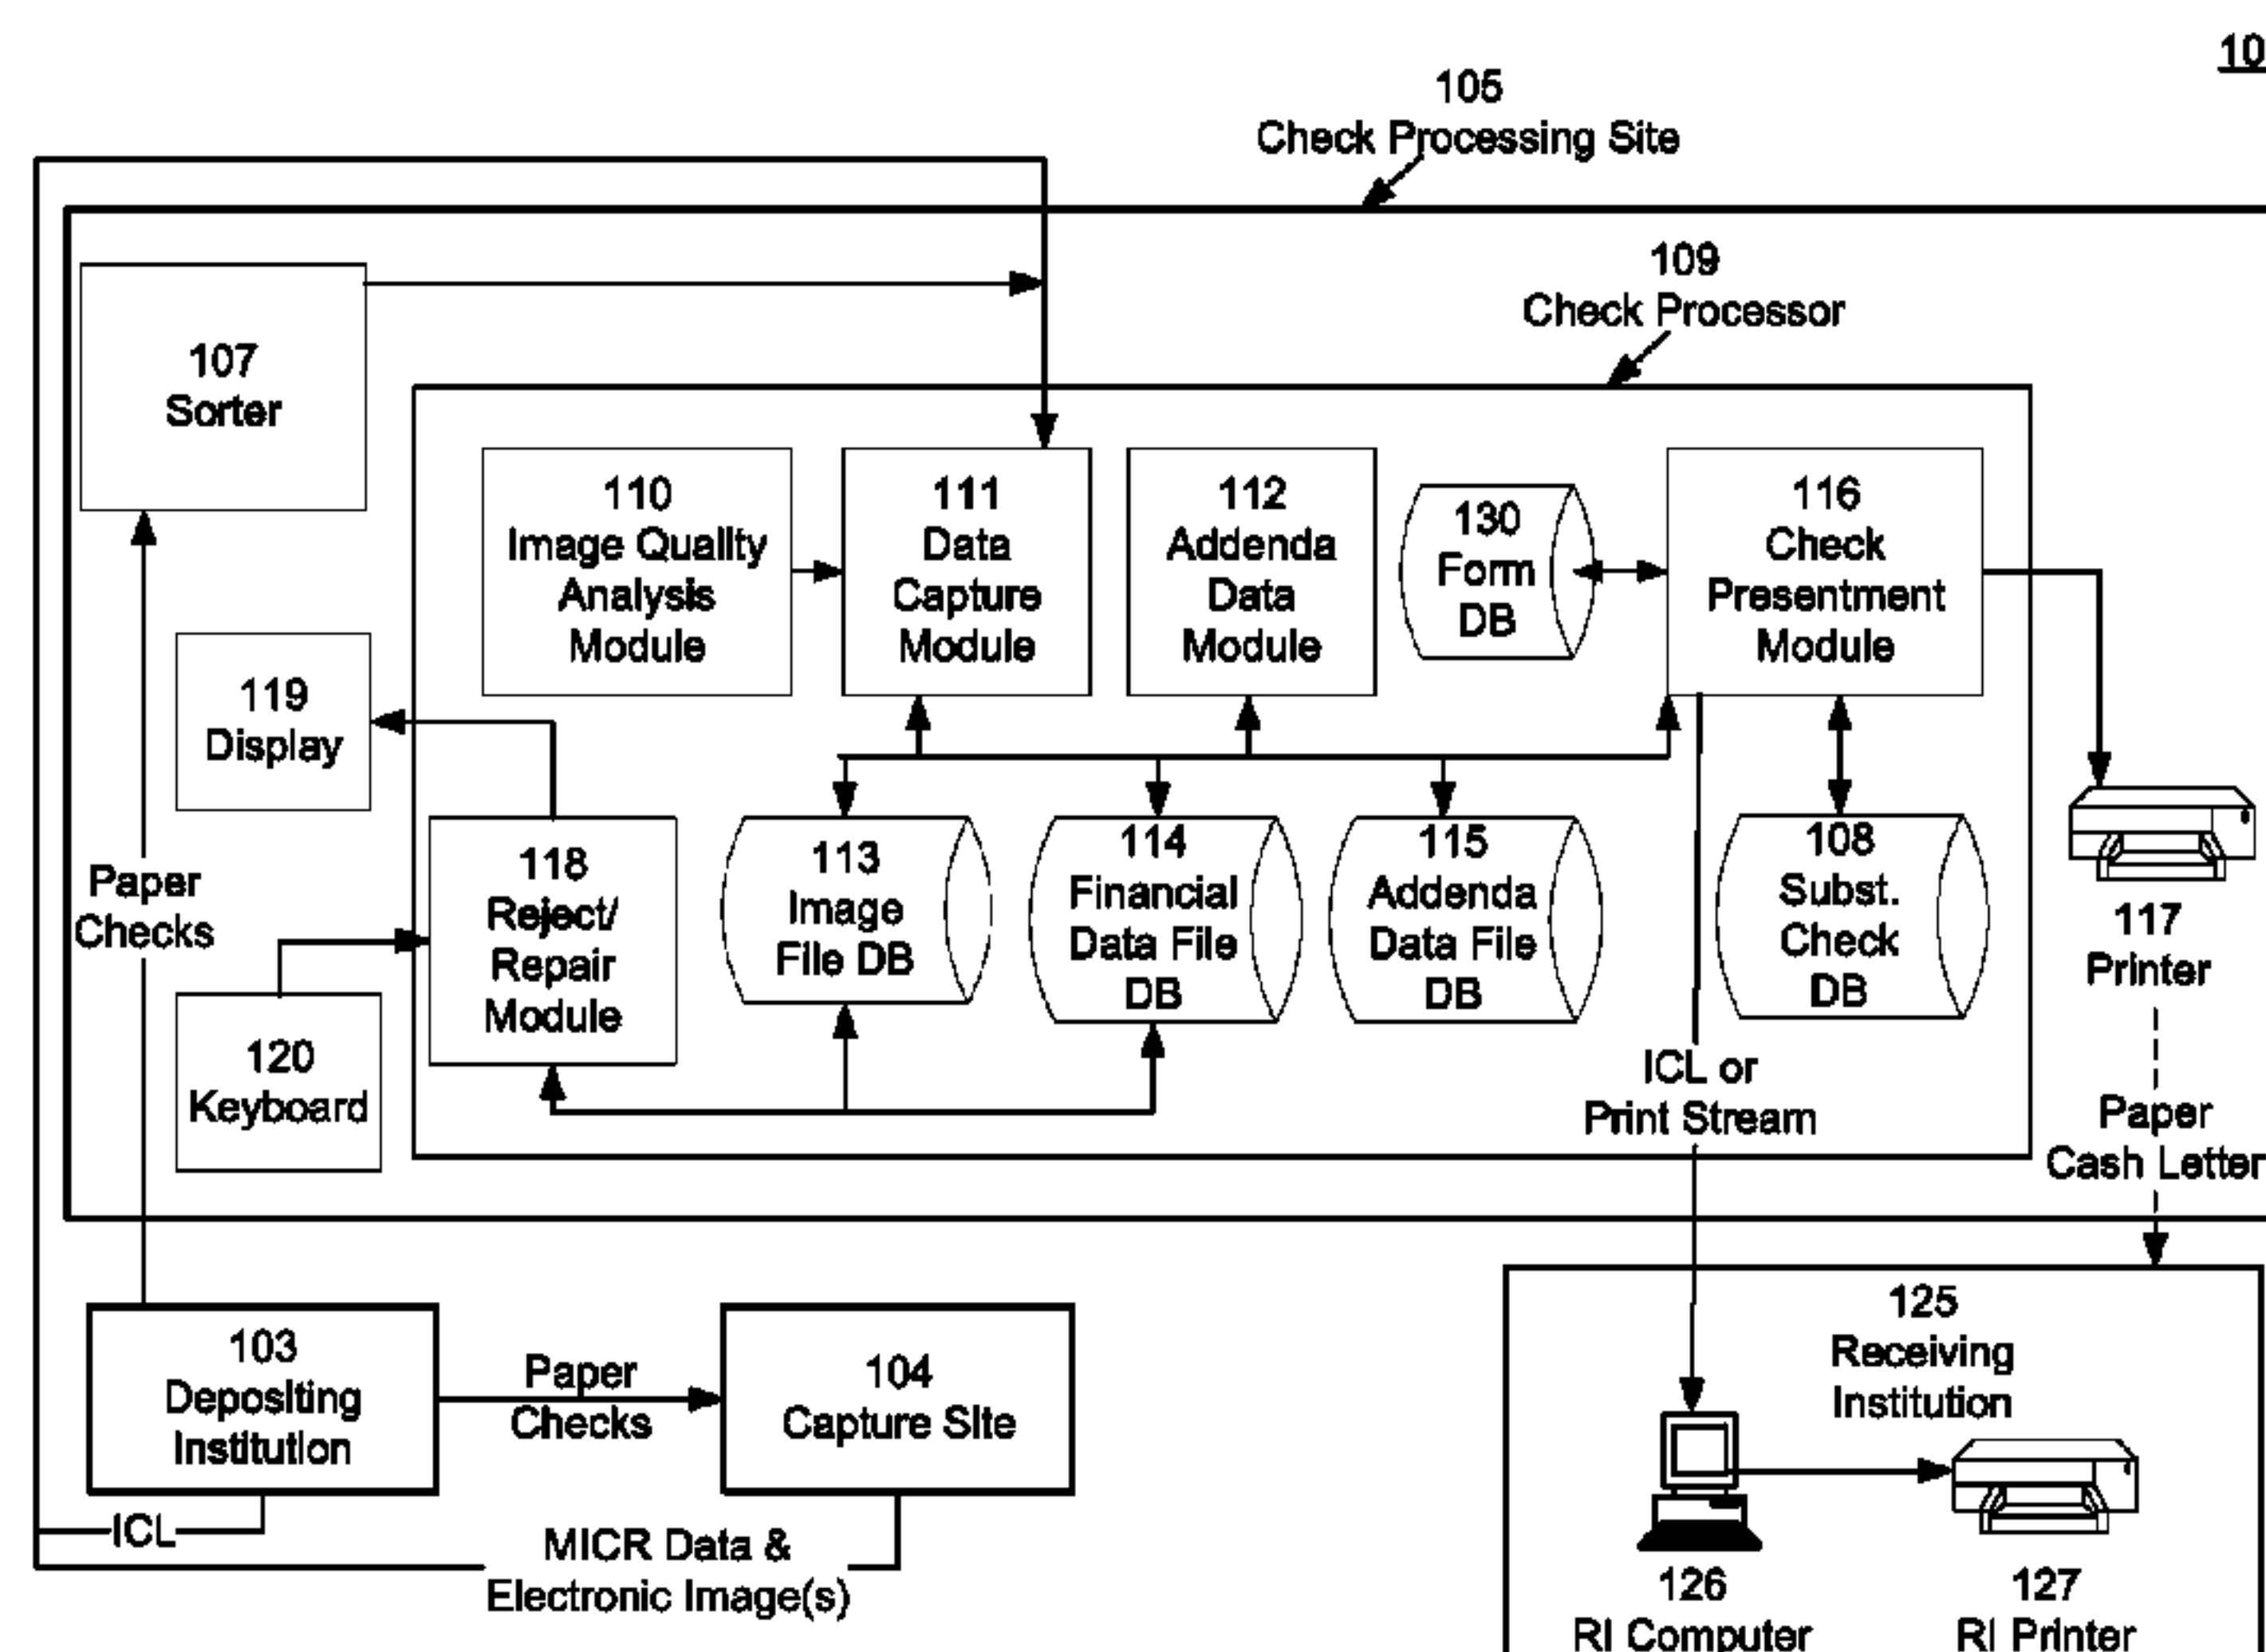 10
105
Check Processing Site
109
Check Processor
107
Sorter
110
Image Quality
Analysis
Module
111
Data
Capture
Module
112
Addenda
Data
Module
130
Form
DB
116
Check
Presentment
Module
119
Display
Paper
Checks
118
Reject/
Repair
Module
113
Image
File DB
114
Financial
Data File
DB
115
Addenda
Data File
DB
108
Subst.
Check
DB
117
Printer
120
Keyboard
ICL or
Print Stream
Paper
Cash Letter
103
Depositing
Institution
Paper
Checks
104
Capture Site
125
Receiving
Institution
ICL
MICR Data &
Electronic Image(s)
126
RI Computer
127
RI Printer